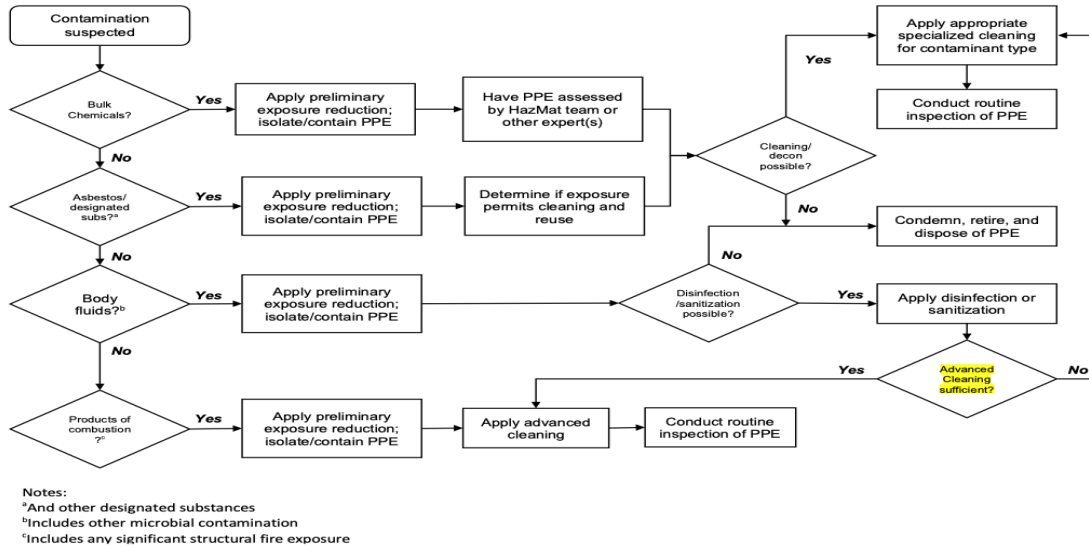 Contamination
suspected
Bulk
Chemicals?
Yes
Apply preliminary
exposure reduction;
isolate/contain PPE
Have PPE assessed
by HazMat team or
other expert(s)
Cleaning/
decon
possible?
Yes
Apply appropriate
specialized cleaning
for contaminant type
Conduct routine
inspection of PPE
No
Asbestos/
designated
subs?ᵃ
Yes
Apply preliminary
exposure reduction;
isolate/contain PPE
Determine if exposure
permits cleaning and
reuse
No
Condemn, retire, and
dispose of PPE
No
Body
fluids?ᵇ
Yes
Apply preliminary
exposure reduction;
isolate/contain PPE
Disinfection
/sanitization
possible?
No
Yes
Apply disinfection or
sanitization
Advanced
Cleaning
sufficient?
Yes
No
No
Products of
combustion
?ᶜ
Yes
Apply preliminary
exposure reduction;
isolate/contain PPE
Apply advanced
cleaning
Conduct routine
inspection of PPE
Notes:
ᵃAnd other designated substances
ᵇIncludes other microbial contamination
ᶜIncludes any significant structural fire exposure